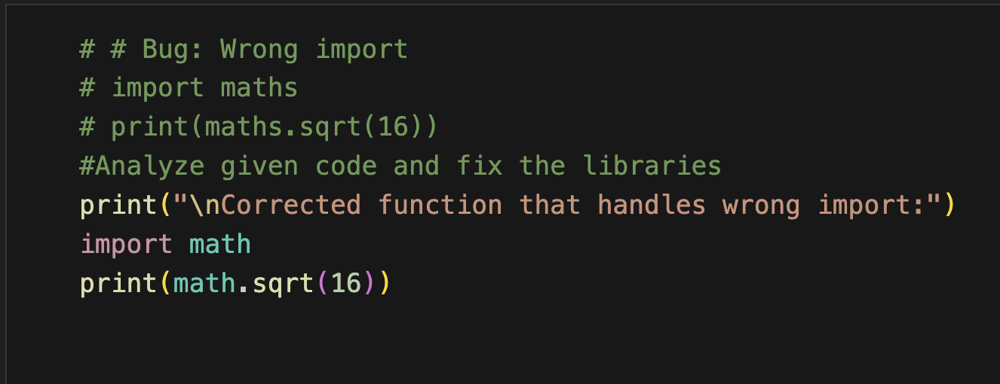 # # Bug: Wrong import
# import maths
# print(maths.sqrt(16))
#Analyze given code and fix the libraries
print("\nCorrected function that handles wrong import:")
import math
print(math.sqrt(16))